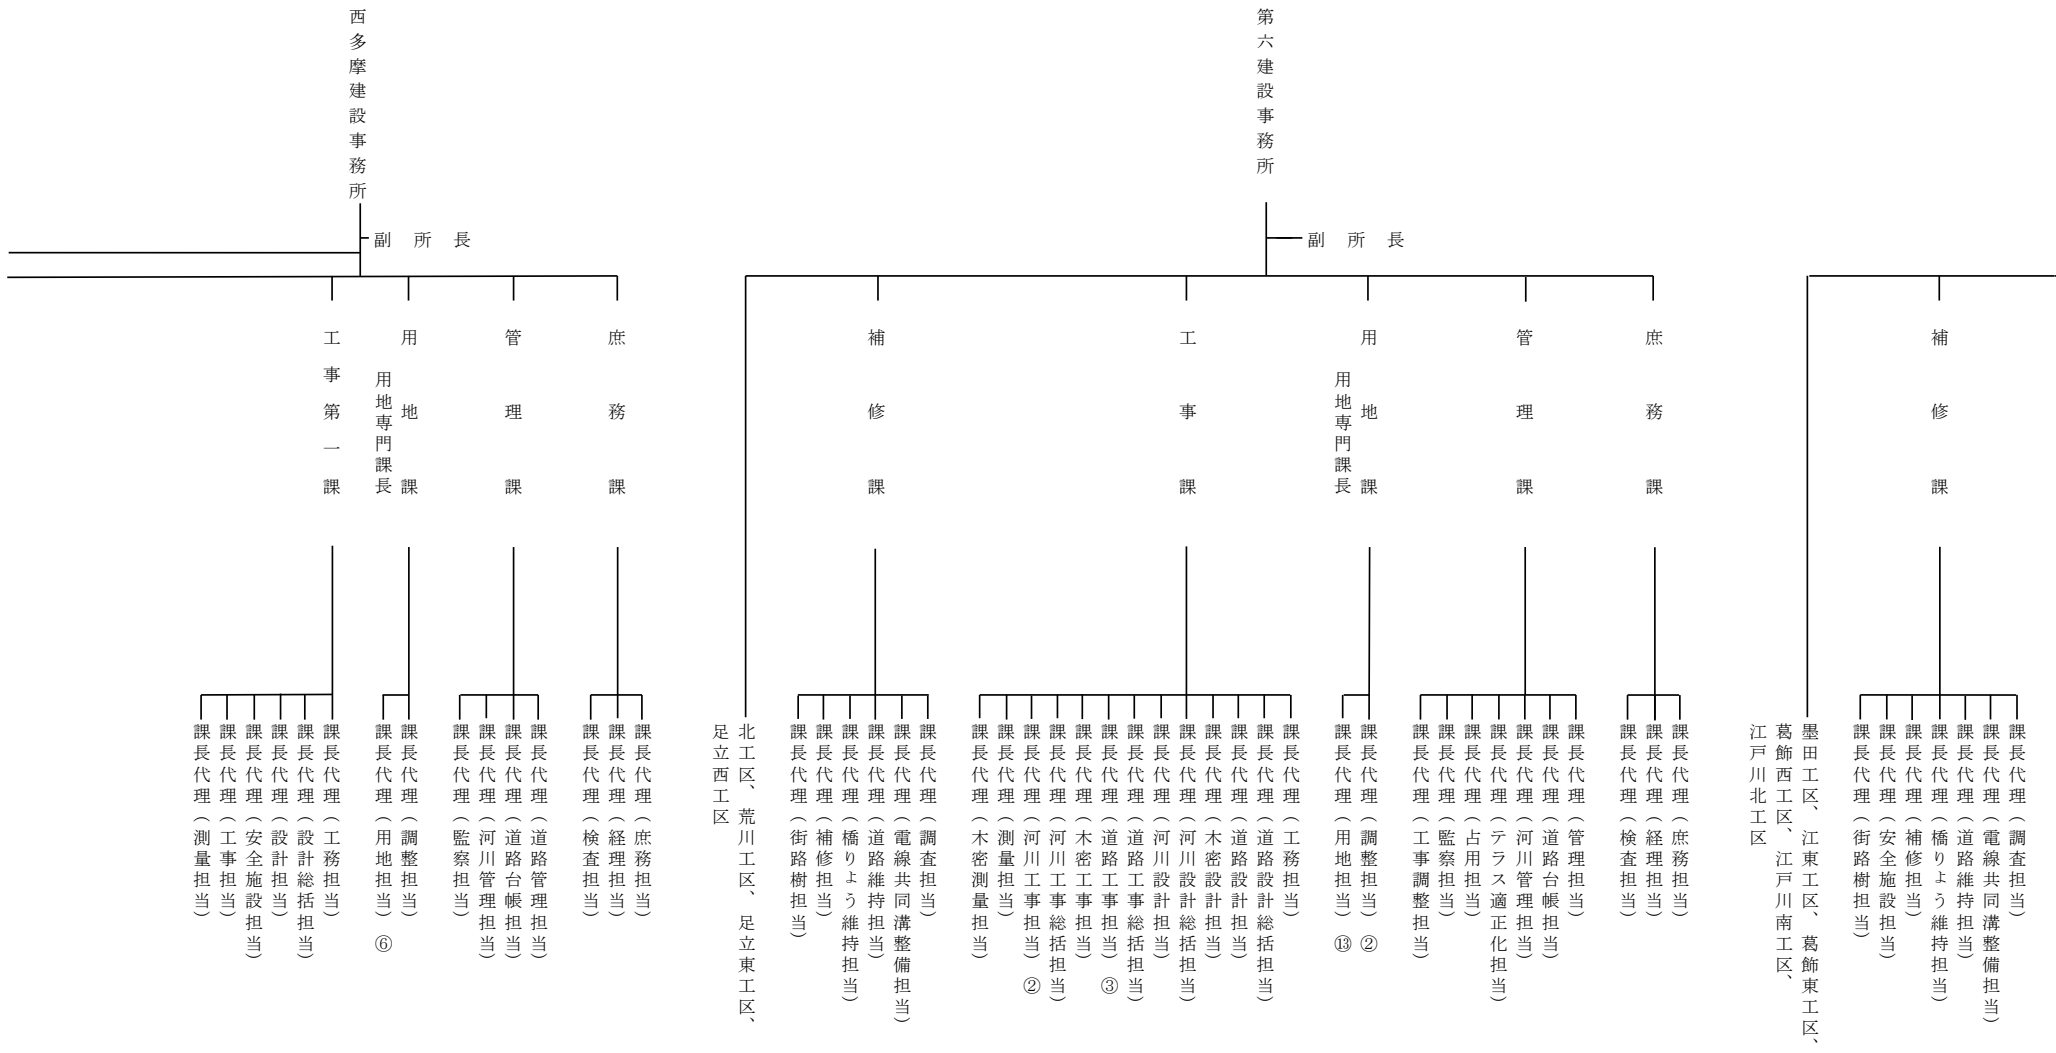 補修課
課長代理（調査担当）
課長代理（電線共同溝整備担当）
課長代理（道路維持担当）
課長代理（橋りょう維持担当）
課長代理（補修担当）
課長代理（安全施設担当）
課長代理（街路樹担当）
墨田工区、江東工区、葛飾東工区、
葛飾西工区、江戸川南工区、
江戸川北工区
第六建設事務所
副所長
庶務課
課長代理（庶務担当）
課長代理（経理担当）
課長代理（検査担当）
管理課
課長代理（管理担当）
課長代理（道路台帳担当）
課長代理（河川管理担当）
課長代理（テラス適正化担当）
課長代理（占用担当）
課長代理（監察担当）
課長代理（工事調整担当）
用地課
用地専門課長
課長代理（調整担当）②
課長代理（用地担当）⑬
工事課
課長代理（工務担当）
課長代理（道路設計総括担当）
課長代理（道路設計担当）
課長代理（木密設計担当）
課長代理（河川設計総括担当）
課長代理（河川設計担当）
課長代理（道路工事総括担当）
課長代理（道路工事担当）③
課長代理（木密工事担当）
課長代理（河川工事総括担当）
課長代理（河川工事担当）②
課長代理（測量担当）
課長代理（木密測量担当）
補修課
課長代理（調査担当）
課長代理（電線共同溝整備担当）
課長代理（道路維持担当）
課長代理（橋りょう維持担当）
課長代理（補修担当）
課長代理（街路樹担当）
北工区、荒川工区、足立東工区、
足立西工区
西多摩建設事務所
副所長
庶務課
課長代理（庶務担当）
課長代理（経理担当）
課長代理（検査担当）
管理課
課長代理（道路管理担当）
課長代理（道路台帳担当）
課長代理（河川管理担当）
課長代理（監察担当）
用地課
用地専門課長
課長代理（調整担当）
課長代理（用地担当）⑥
工事第一課
課長代理（工務担当）
課長代理（設計総括担当）
課長代理（設計担当）
課長代理（安全施設担当）
課長代理（工事担当）
課長代理（測量担当）